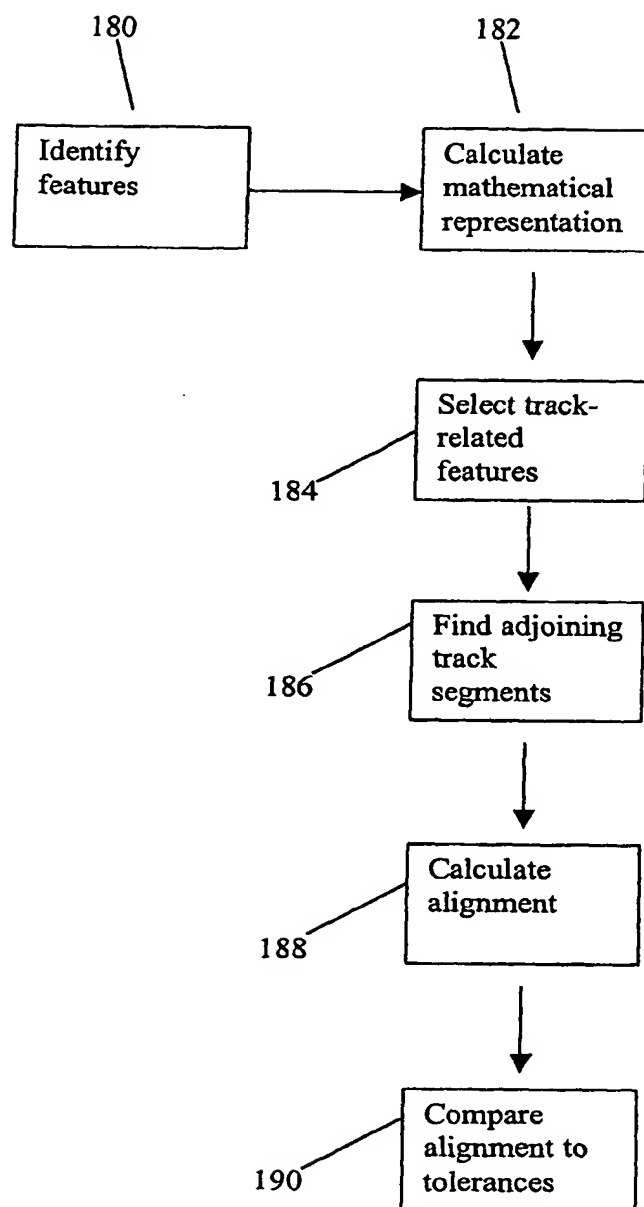 180
182
Identify
features
Calculate
mathematical
representation
Select track-
related
features
184
Find adjoining
track
segments
186
Calculate
alignment
188
Compare
alignment to
tolerances
190